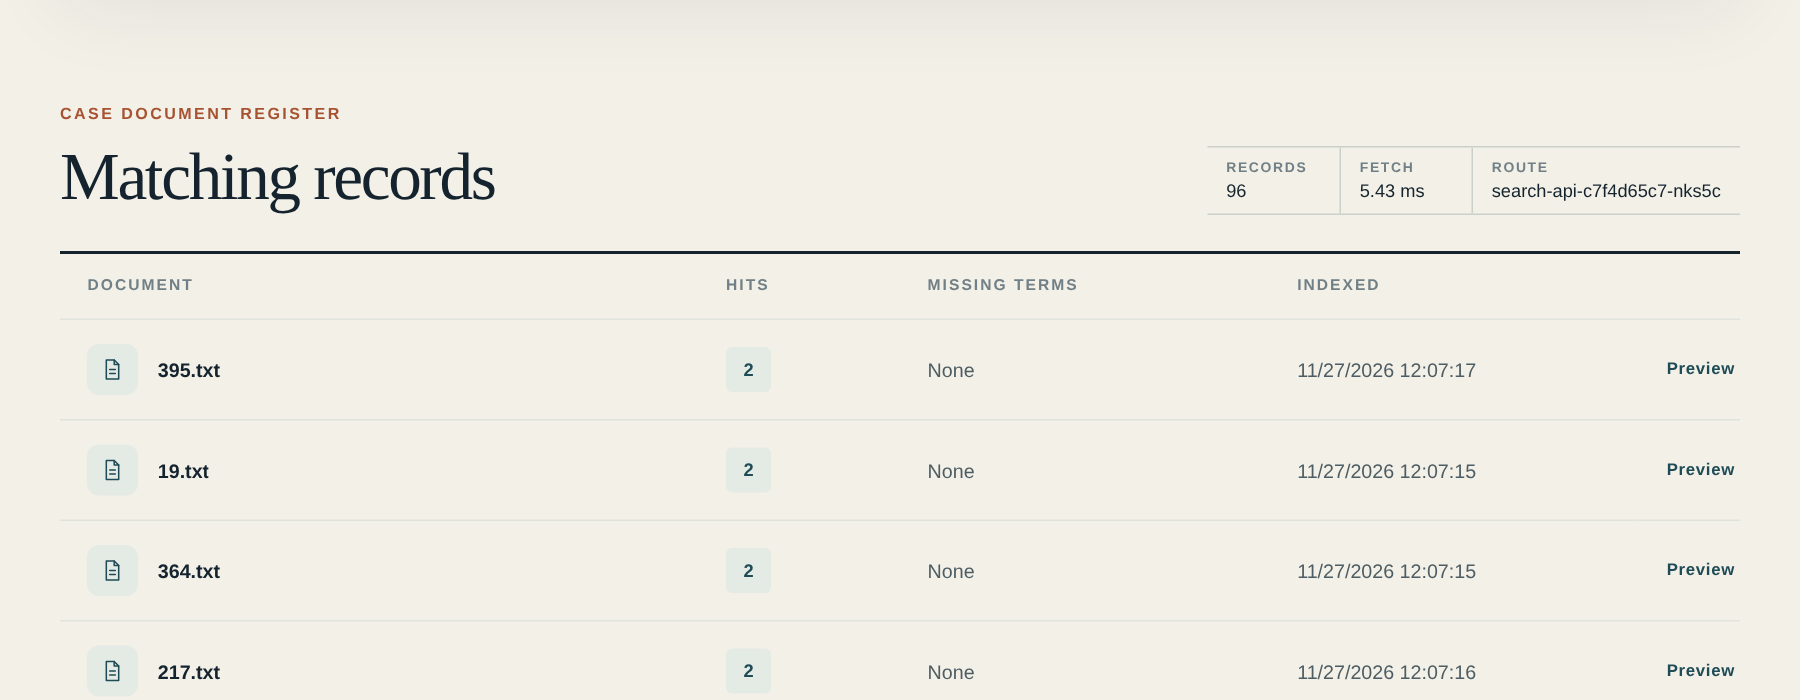 CASE DOCUMENT REGISTER
Matching records
RECORDS FETCH ROUTE
96 5.43 ms search-api-c7f4d65c7-nks5c
DOCUMENT HITS MISSING TERMS INDEXED
395.txt 2 None 11/27/2026 12:07:17 Preview
19.txt 2 None 11/27/2026 12:07:15 Preview
364.txt 2 None 11/27/2026 12:07:15 Preview
217.txt 2 None 11/27/2026 12:07:16 Preview